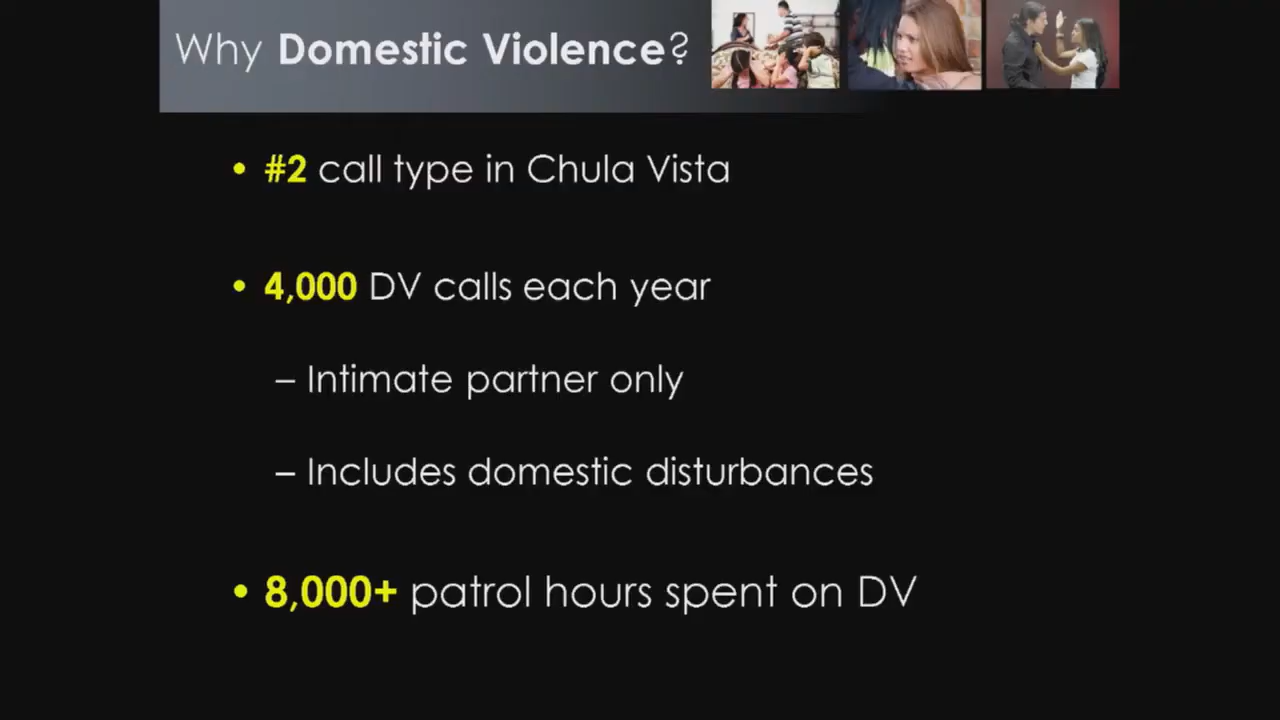 Why Domestic Violence?
• #2 call type in Chula Vista
• 4,000 DV calls each year
– Intimate partner only
– Includes domestic disturbances
• 8,000+ patrol hours spent on DV